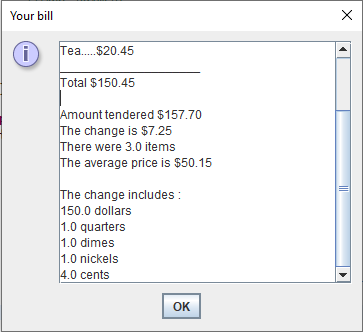 Your bill
Tea.....$20.45
Total $150.45
Amount tendered $157.70
The change is $7.25
There were 3.0 items
The average price is $50.15
The change includes :
150.0 dollars
1.0 quarters
1.0 dimes
1.0 nickels
4.0 cents
OK